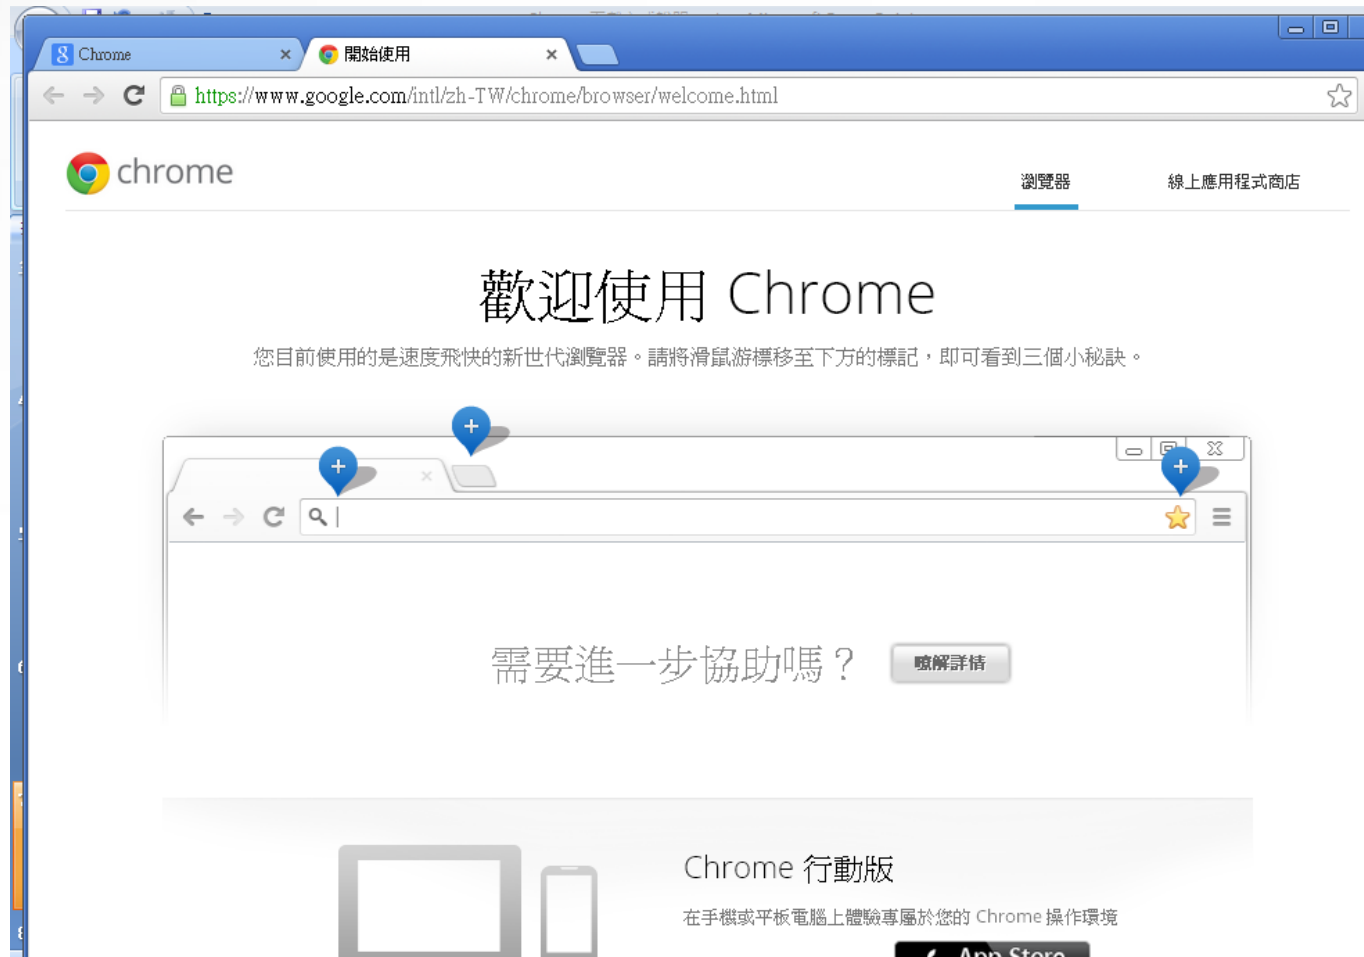 Chrome
開始使用
https://www.google.com/intl/zh-TW/chrome/browser/welcome.html
chrome
瀏覽器
線上應用程式商店
歡迎使用 Chrome
您目前使用的是速度飛快的新世代瀏覽器。請將滑鼠游標移至下方的標記,即可看到三個小秘訣。
需要進一步協助嗎?
瞭解詳情
Chrome 行動版
在手機或平板電腦上體驗專屬於您的 Chrome 操作環境
App Store